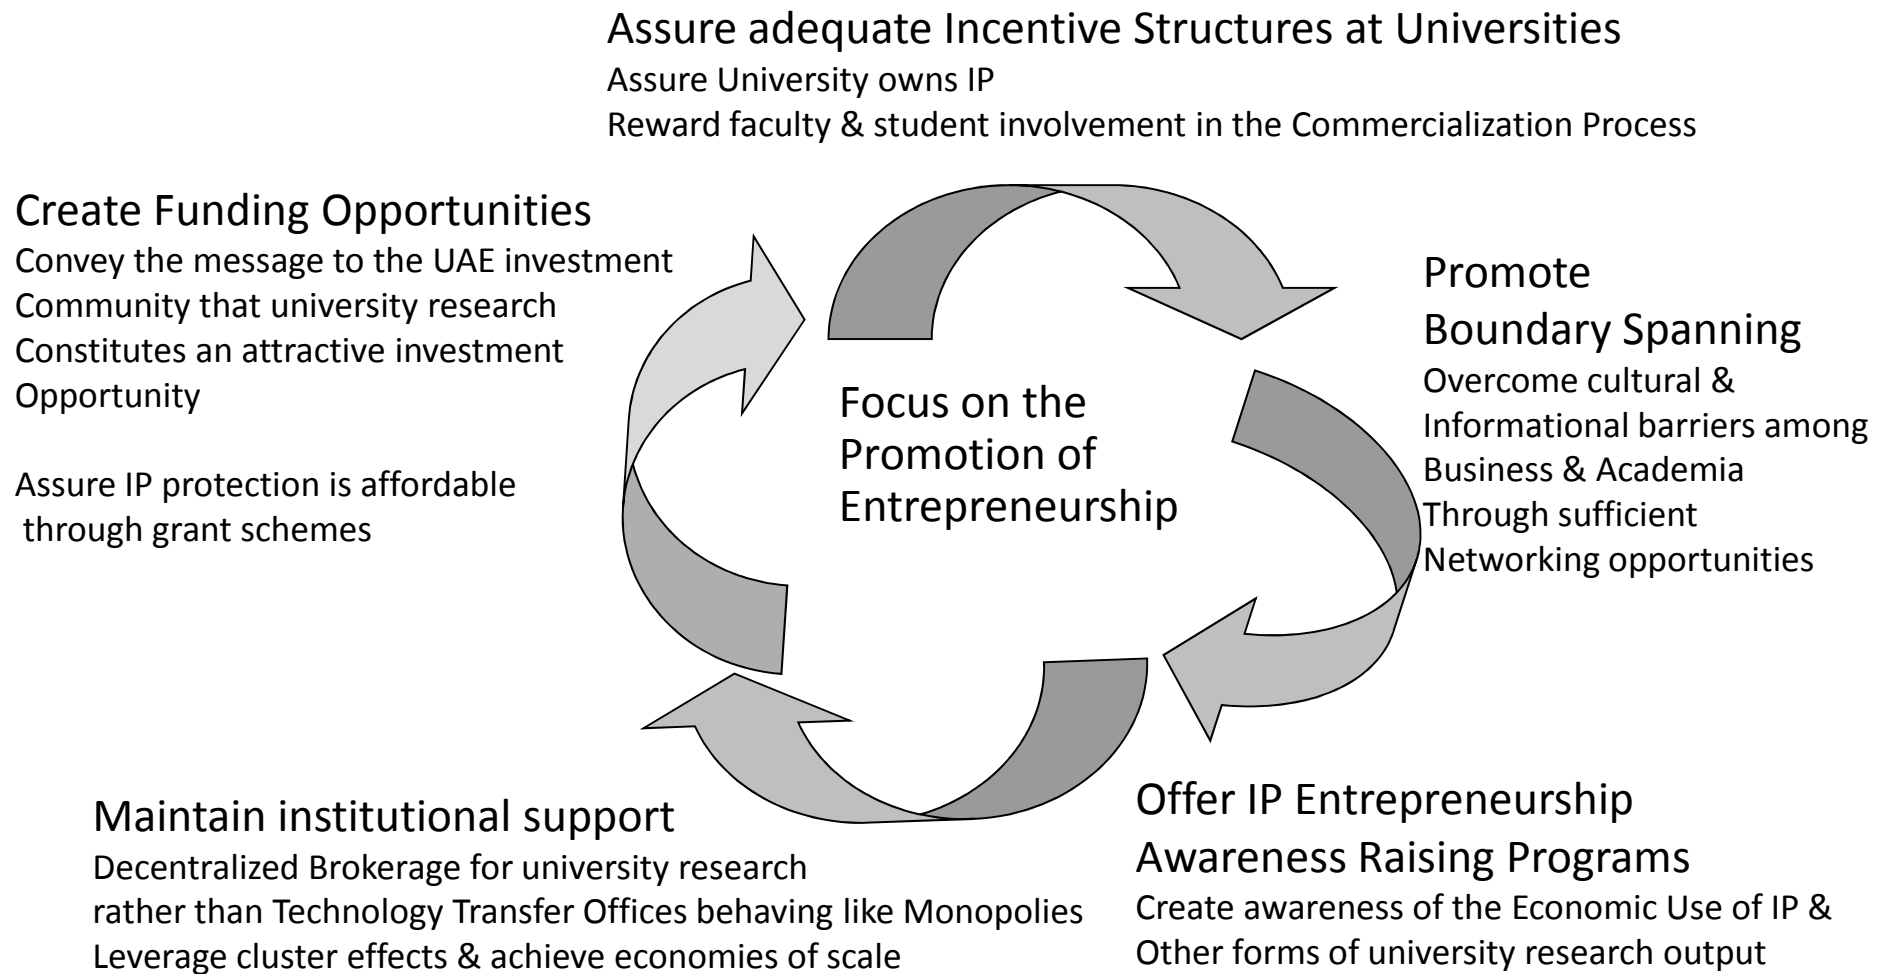 Assure adequate Incentive Structures at Universities
Assure University owns IP
Reward faculty & student involvement in the Commercialization Process
Create Funding Opportunities
Convey the message to the UAE investment
Community that university research
Constitutes an attractive investment
Opportunity
Assure IP protection is affordable
through grant schemes
Focus on the
Promotion of
Entrepreneurship
Promote
Boundary Spanning
Overcome cultural &
Informational barriers among
Business & Academia
Through sufficient
Networking opportunities
Maintain institutional support
Decentralized Brokerage for university research
rather than Technology Transfer Offices behaving like Monopolies
Leverage cluster effects & achieve economies of scale
Offer IP Entrepreneurship
Awareness Raising Programs
Create awareness of the Economic Use of IP &
Other forms of university research output